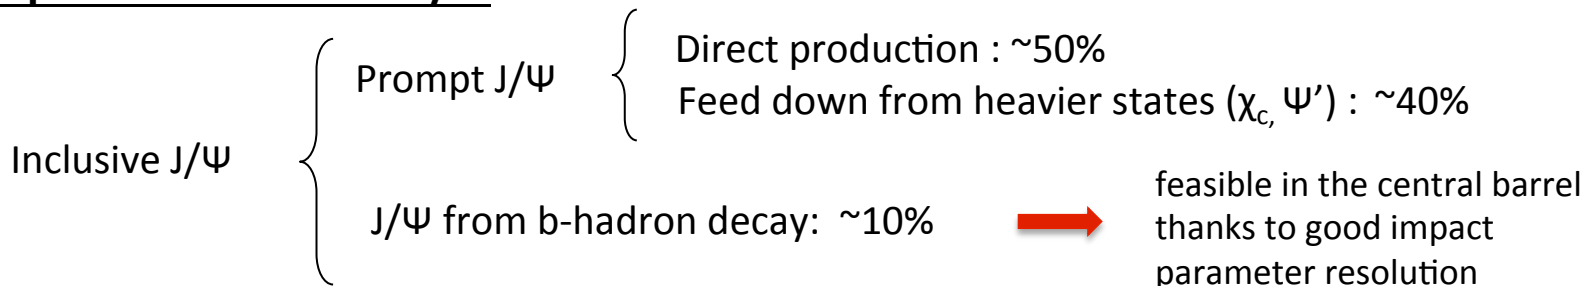 Direct production : ~50%
Prompt J/Ψ
Feed down from heavier states (χc, Ψ’) : ~40%
Inclusive J/Ψ
J/Ψ from b-hadron decay: ~10%
feasible in the central barrel
thanks to good impact
parameter resolution